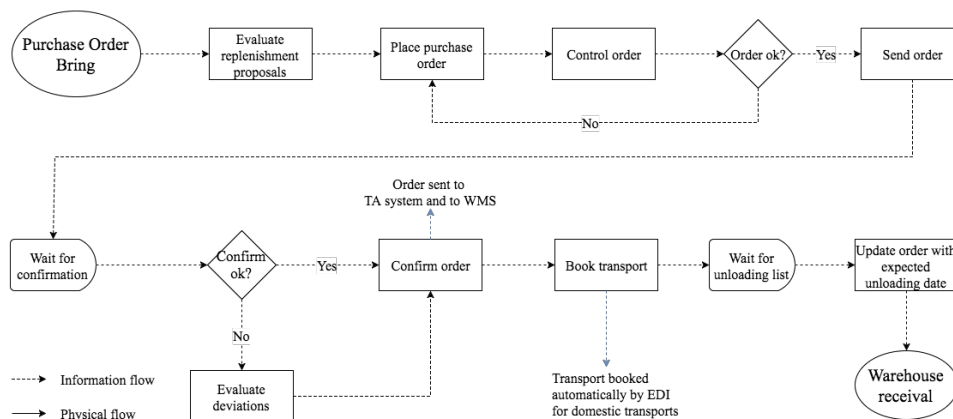 Purchase Order
Bring
Evaluate
replenishment
proposals
Place purchase
order
Control order
Order ok?
Yes
Send order
No
Order sent to
TA system and to WMS
Wait for
confirmation
Confirm
ok?
Yes
Confirm order
Book transport
Wait for
unloading list
Update order with
expected
unloading date
No
Evaluate
deviations
Transport booked
automatically by EDI
for domestic transports
Warehouse
receival
Information flow
Physical flow